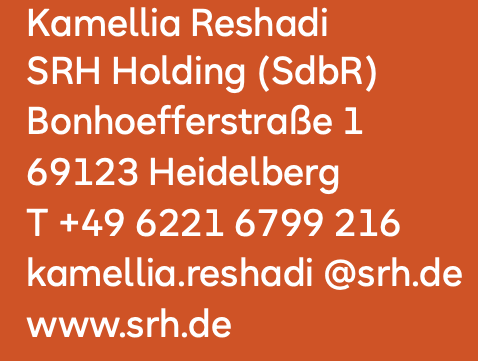 Kamellia Reshadi
SRH Holding (SdbR)
Bonhoefferstraße 1
69123 Heidelberg
T +49 6221 6799 216
kamellia.reshadi @srh.de
www.srh.de